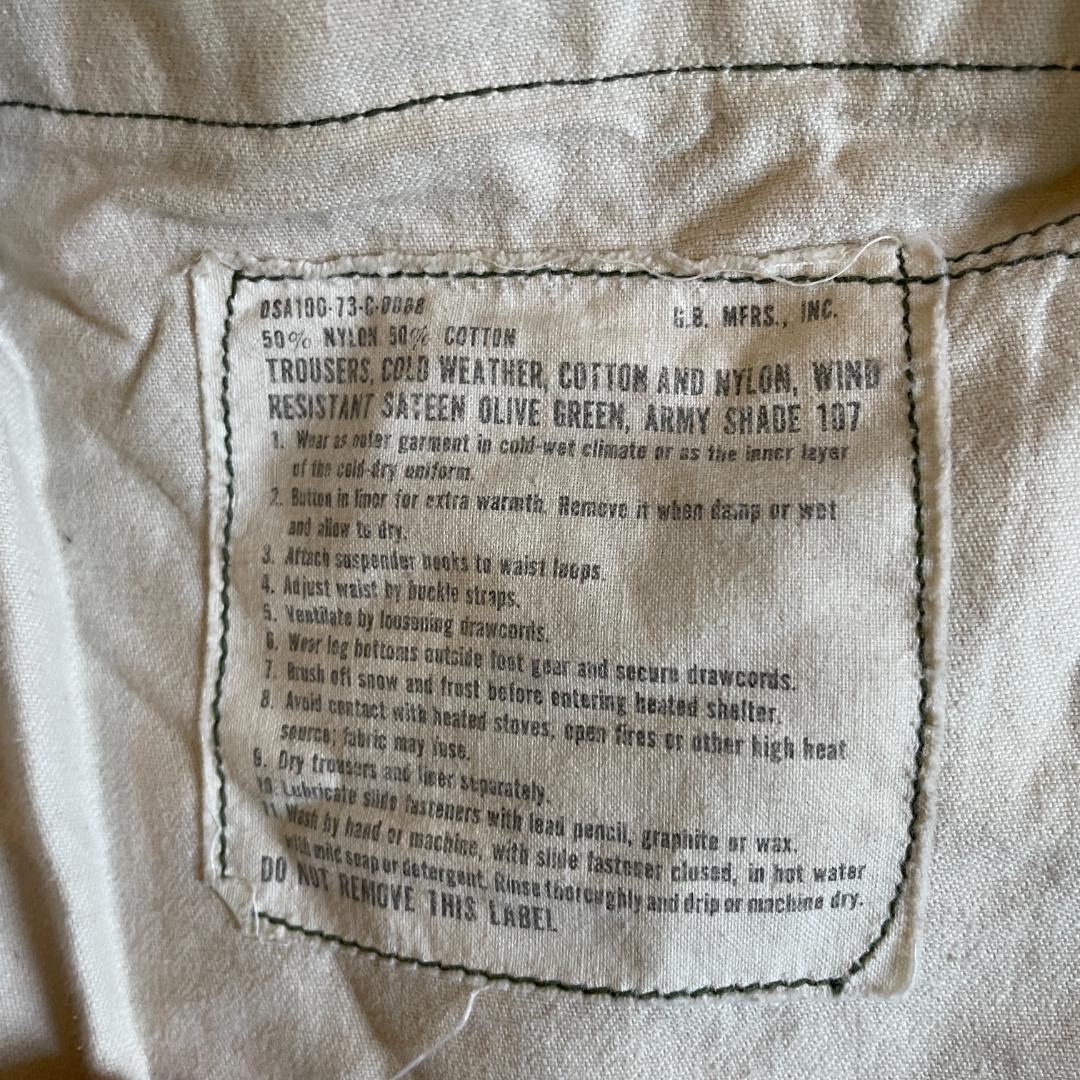 DSA100-73-C-0888 G.B. MFRS., INC.
50% NYLON 50% COTTON
TROUSERS, COLD WEATHER, COTTON AND NYLON, WIND
RESISTANT SATEEN OLIVE GREEN, ARMY SHADE 107
1. Wear as outer garment in cold-wet climate or as the inner layer
of the cold-dry uniform.
2. Button in liner for extra warmth. Remove it when damp or wet
and allow to dry.
3. Attach suspender hooks to waist loops.
4. Adjust waist by buckle straps.
5. Ventilate by loosening drawcords.
6. Wear leg bottoms outside foot gear and secure drawcords.
7. Brush off snow and frost before entering heated shelter.
8. Avoid contact with heated stoves, open fires or other high heat
source; fabric may fuse.
9. Dry trousers and liner separately.
10. Lubricate slide fasteners with lead pencil, graphite or wax.
11. Wash by hand or machine, with slide fastener closed, in hot water
with mild soap or detergent. Rinse thoroughly and drip or machine dry.
DO NOT REMOVE THIS LABEL